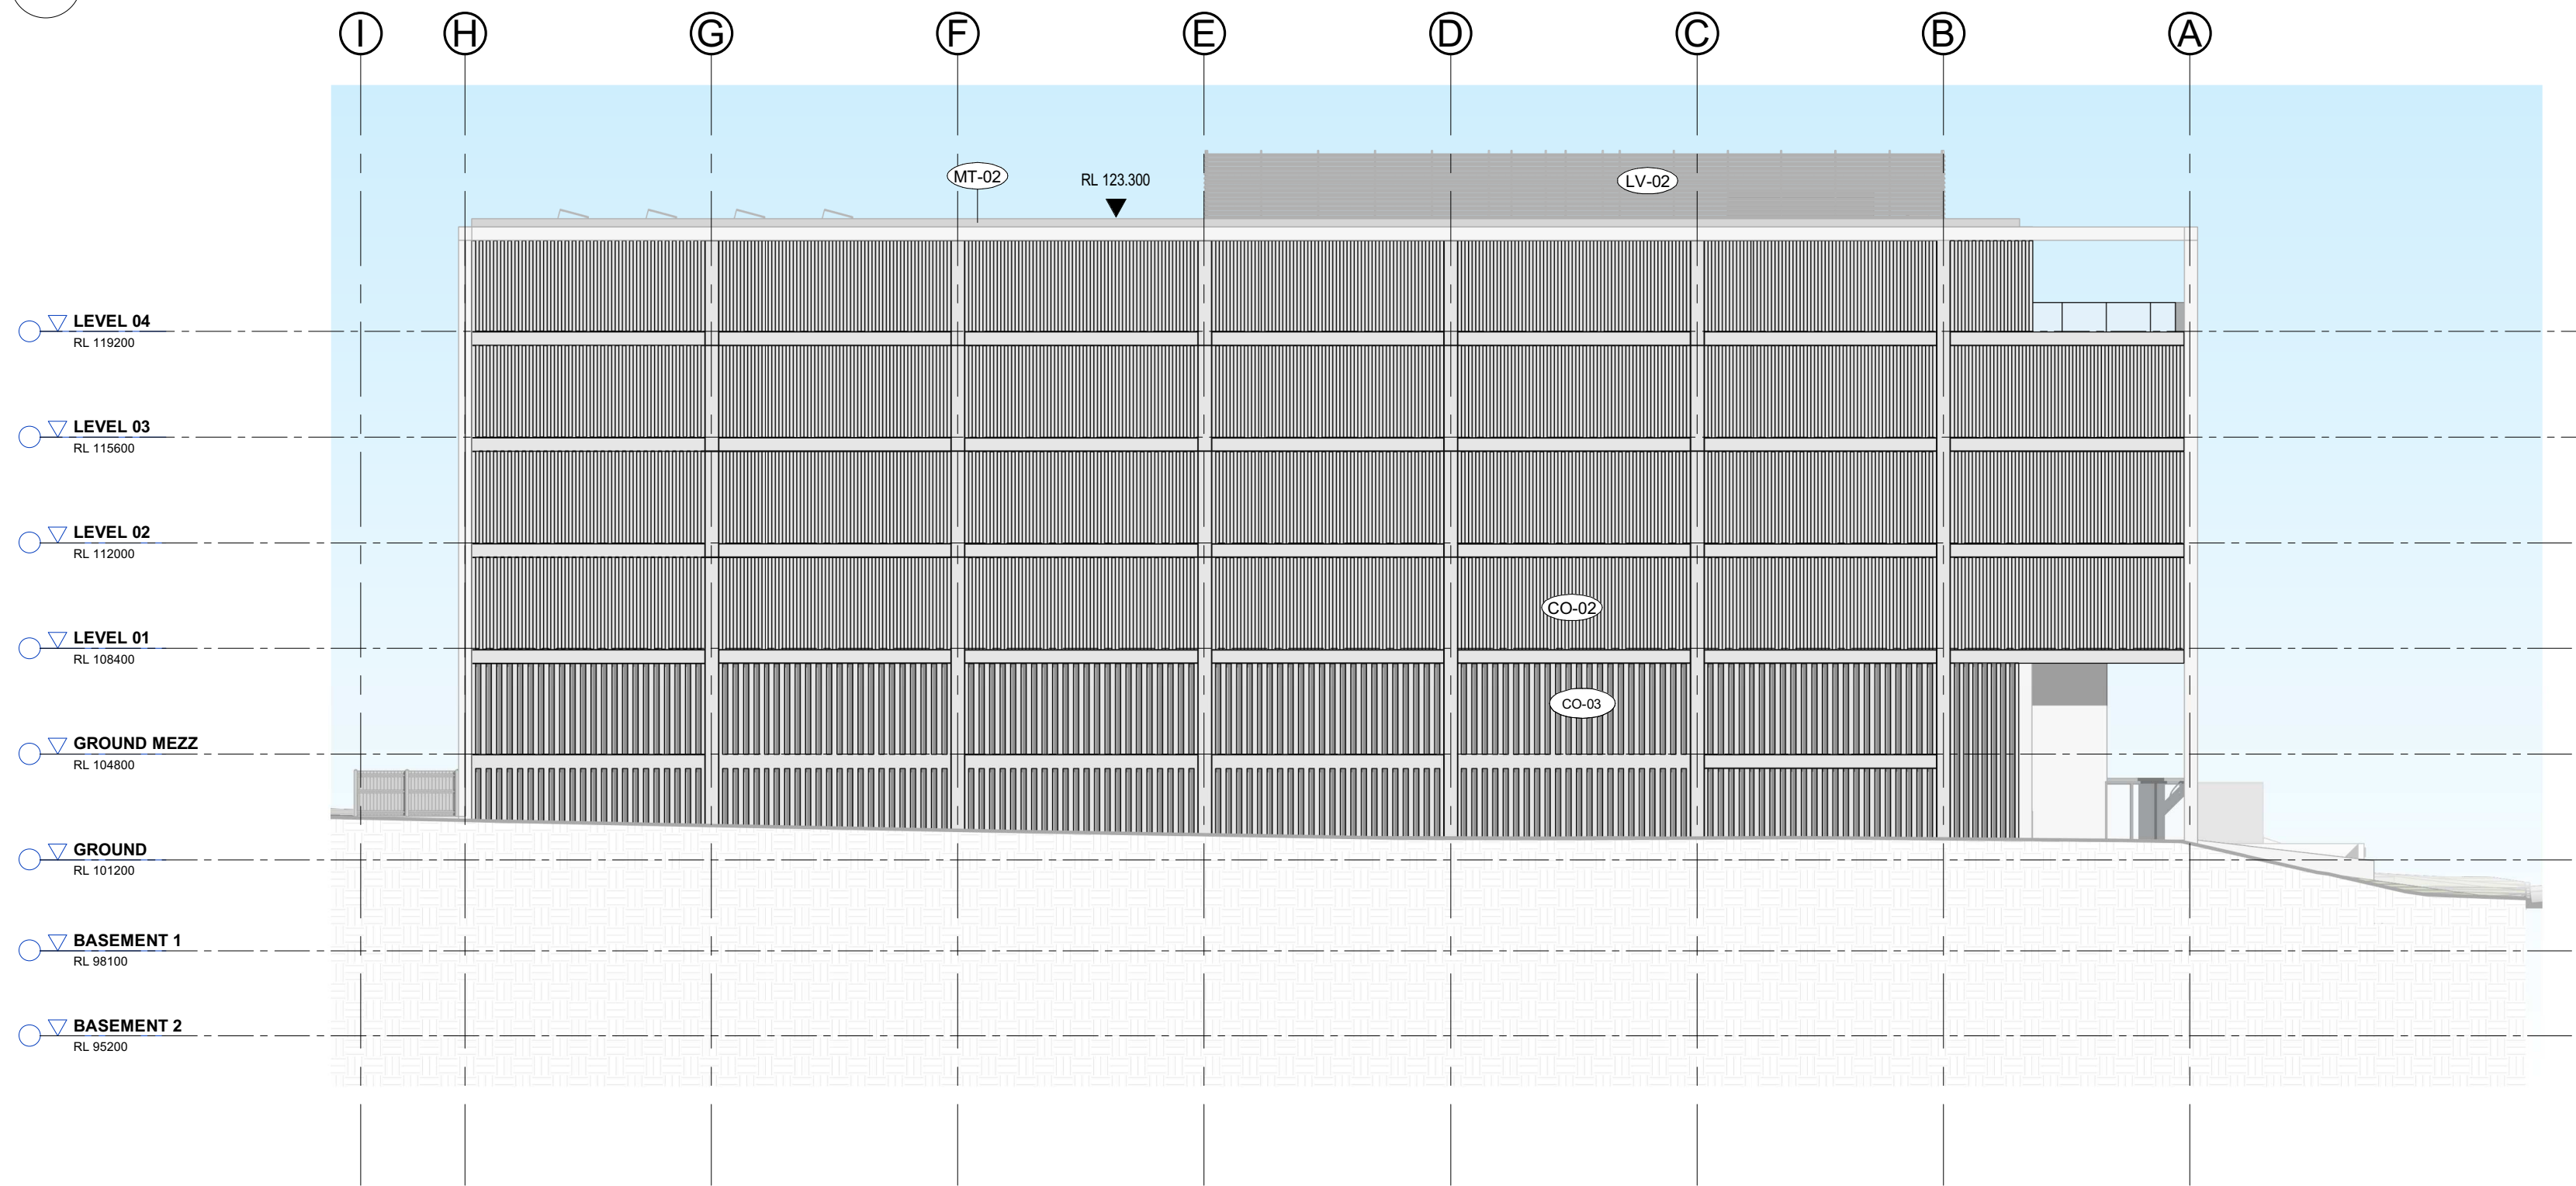 I H G F E D C B A
MT-02
RL 123.300
LV-02
LEVEL 04
RL 119200
LEVEL 03
RL 115600
LEVEL 02
RL 112000
CO-02
LEVEL 01
RL 108400
CO-03
GROUND MEZZ
RL 104800
GROUND
RL 101200
BASEMENT 1
RL 98100
BASEMENT 2
RL 95200